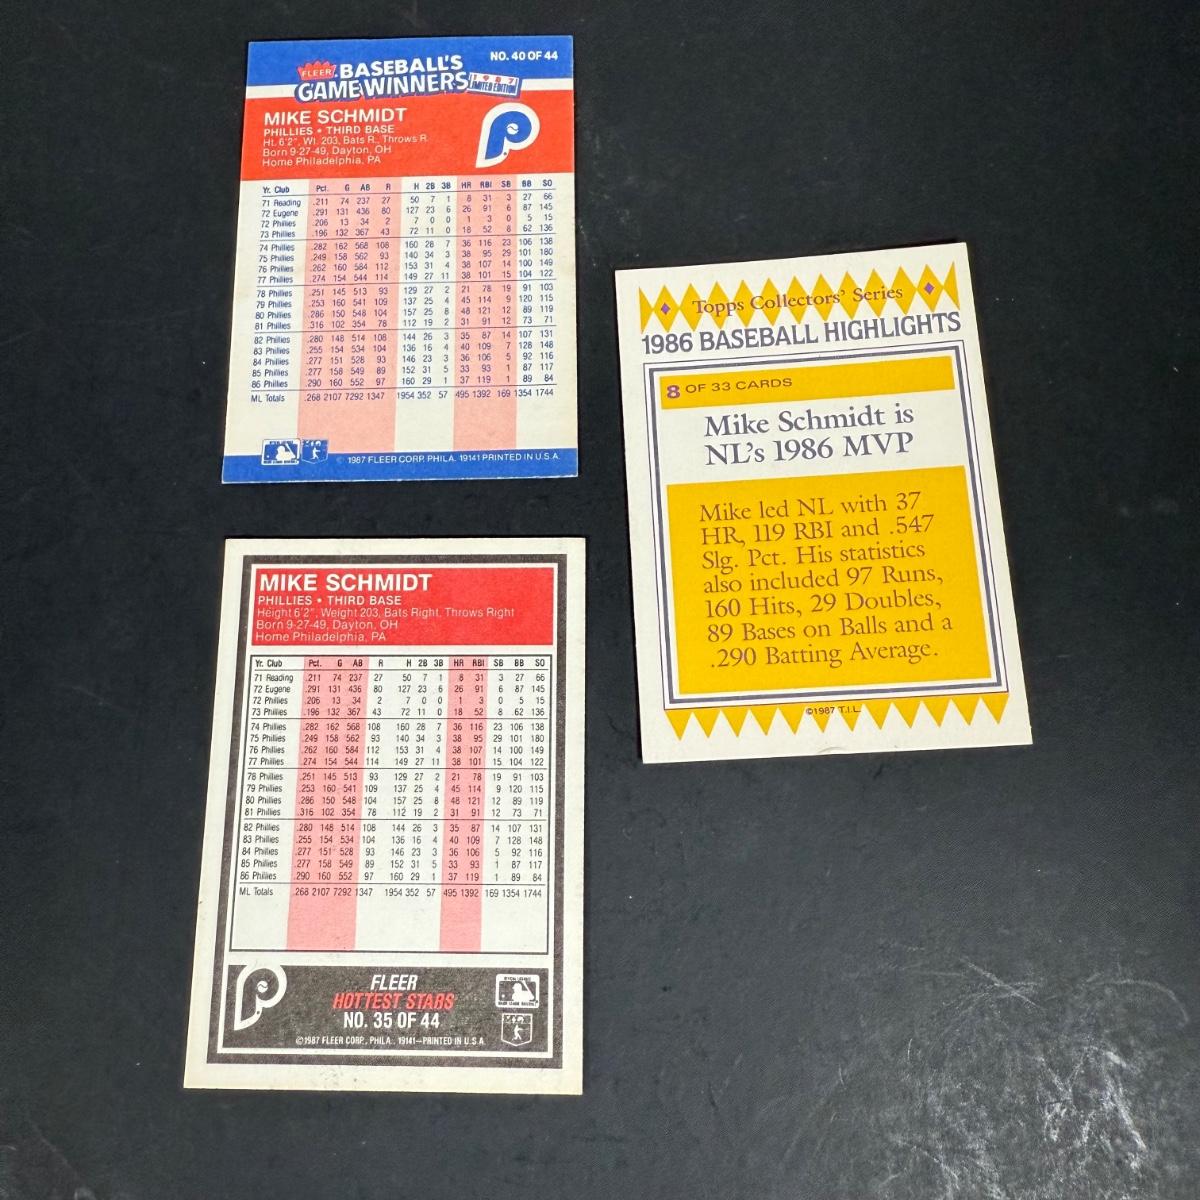 FLEER BASEBALL'S
GAME WINNERS 1987 LIMITED EDITION
NO. 40 OF 44
MIKE SCHMIDT
PHILLIES • THIRD BASE
Ht. 6'2", Wt. 203, Bats R., Throws R.
Born 9-27-49, Dayton, OH
Home Philadelphia, PA
Yr. Club Pct. G AB R H 2B 3B HR RBI SB BB SO
71 Reading .211 74 237 27 50 7 1 8 31 3 27 66
72 Eugene .291 131 436 80 127 23 6 26 91 6 87 145
72 Phillies .206 13 34 2 7 0 0 1 3 0 5 15
73 Phillies .196 132 367 43 72 11 0 18 52 8 62 136
74 Phillies .282 162 568 108 160 28 7 36 116 23 106 138
75 Phillies .249 158 562 93 140 34 3 38 95 29 101 180
76 Phillies .262 160 584 112 153 31 4 38 107 14 100 149
77 Phillies .274 154 544 114 149 27 11 38 101 15 104 122
78 Phillies .251 145 513 93 129 27 2 21 78 19 91 103
79 Phillies .253 160 541 109 137 25 4 45 114 9 120 115
80 Phillies .286 150 548 104 157 25 8 48 121 12 89 119
81 Phillies .316 102 354 78 112 19 2 31 91 12 73 71
82 Phillies .280 148 514 108 144 26 3 35 87 14 107 131
83 Phillies .255 154 534 104 136 16 4 40 109 7 128 148
84 Phillies .277 151 528 93 146 23 3 36 106 5 92 116
85 Phillies .277 158 549 89 152 31 5 33 93 1 87 117
86 Phillies .290 160 552 97 160 29 1 37 119 1 89 84
ML Totals .268 2107 7292 1347 1954 352 57 495 1392 169 1354 1744
© 1987 FLEER CORP. PHILA. 19141 PRINTED IN U.S.A.
Topps Collectors' Series
1986 BASEBALL HIGHLIGHTS
8 OF 33 CARDS
Mike Schmidt is
NL's 1986 MVP
Mike led NL with 37
HR, 119 RBI and .547
Slg. Pct. His statistics
also included 97 Runs,
160 Hits, 29 Doubles,
89 Bases on Balls and a
.290 Batting Average.
©1987 T.I.L.
MIKE SCHMIDT
PHILLIES • THIRD BASE
Height 6'2", Weight 203, Bats Right, Throws Right
Born 9-27-49, Dayton, OH
Home Philadelphia, PA
Yr. Club Pct. G AB R H 2B 3B HR RBI SB BB SO
71 Reading .211 74 237 27 50 7 1 8 31 3 27 66
72 Eugene .291 131 436 80 127 23 6 26 91 6 87 145
72 Phillies .206 13 34 2 7 0 0 1 3 0 5 15
73 Phillies .196 132 367 43 72 11 0 18 52 8 62 136
74 Phillies .282 162 568 108 160 28 7 36 116 23 106 138
75 Phillies .249 158 562 93 140 34 3 38 95 29 101 180
76 Phillies .262 160 584 112 153 31 4 38 107 14 100 149
77 Phillies .274 154 544 114 149 27 11 38 101 15 104 122
78 Phillies .251 145 513 93 129 27 2 21 78 19 91 103
79 Phillies .253 160 541 109 137 25 4 45 114 9 120 115
80 Phillies .286 150 548 104 157 25 8 48 121 12 89 119
81 Phillies .316 102 354 78 112 19 2 31 91 12 73 71
82 Phillies .280 148 514 108 144 26 3 35 87 14 107 131
83 Phillies .255 154 534 104 136 16 4 40 109 7 128 148
84 Phillies .277 151 528 93 146 23 3 36 106 5 92 116
85 Phillies .277 158 549 89 152 31 5 33 93 1 87 117
86 Phillies .290 160 552 97 160 29 1 37 119 1 89 84
ML Totals .268 2107 7292 1347 1954 352 57 495 1392 169 1354 1744
FLEER
HOTTEST STARS
NO. 35 OF 44
©1987 FLEER CORP., PHILA., 19141—PRINTED IN U.S.A.